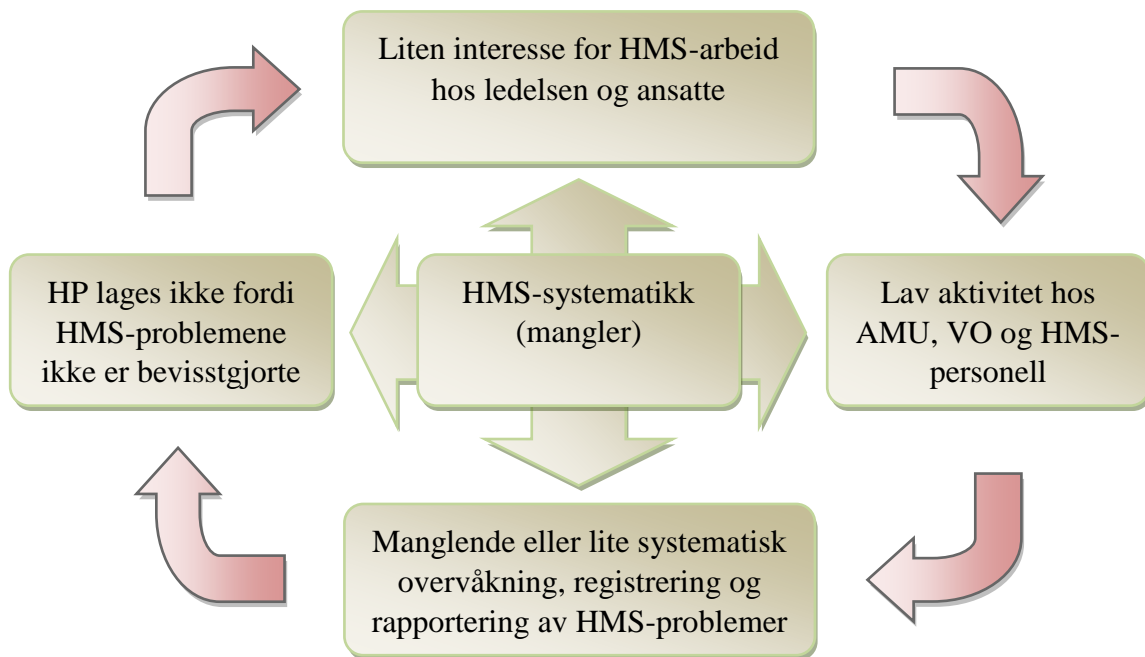 Liten interesse for HMS-arbeid
hos ledelsen og ansatte
HP lages ikke fordi
HMS-problemene
ikke er bevisstgjorte
HMS-systematikk
(mangler)
Lav aktivitet hos
AMU, VO og HMS-
personell
Manglende eller lite systematisk
overvåkning, registrering og
rapportering av HMS-problemer